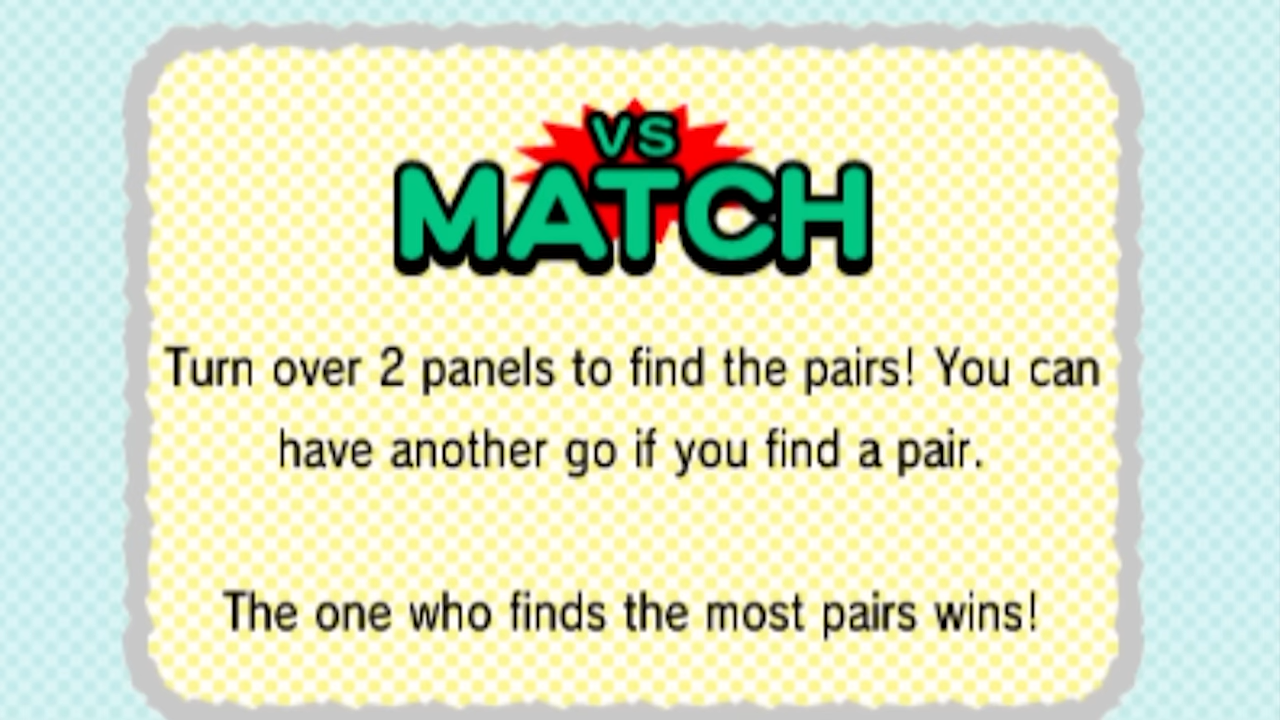 VS
MATCH
Turn over 2 panels to find the pairs! You can
have another go if you find a pair.
The one who finds the most pairs wins!